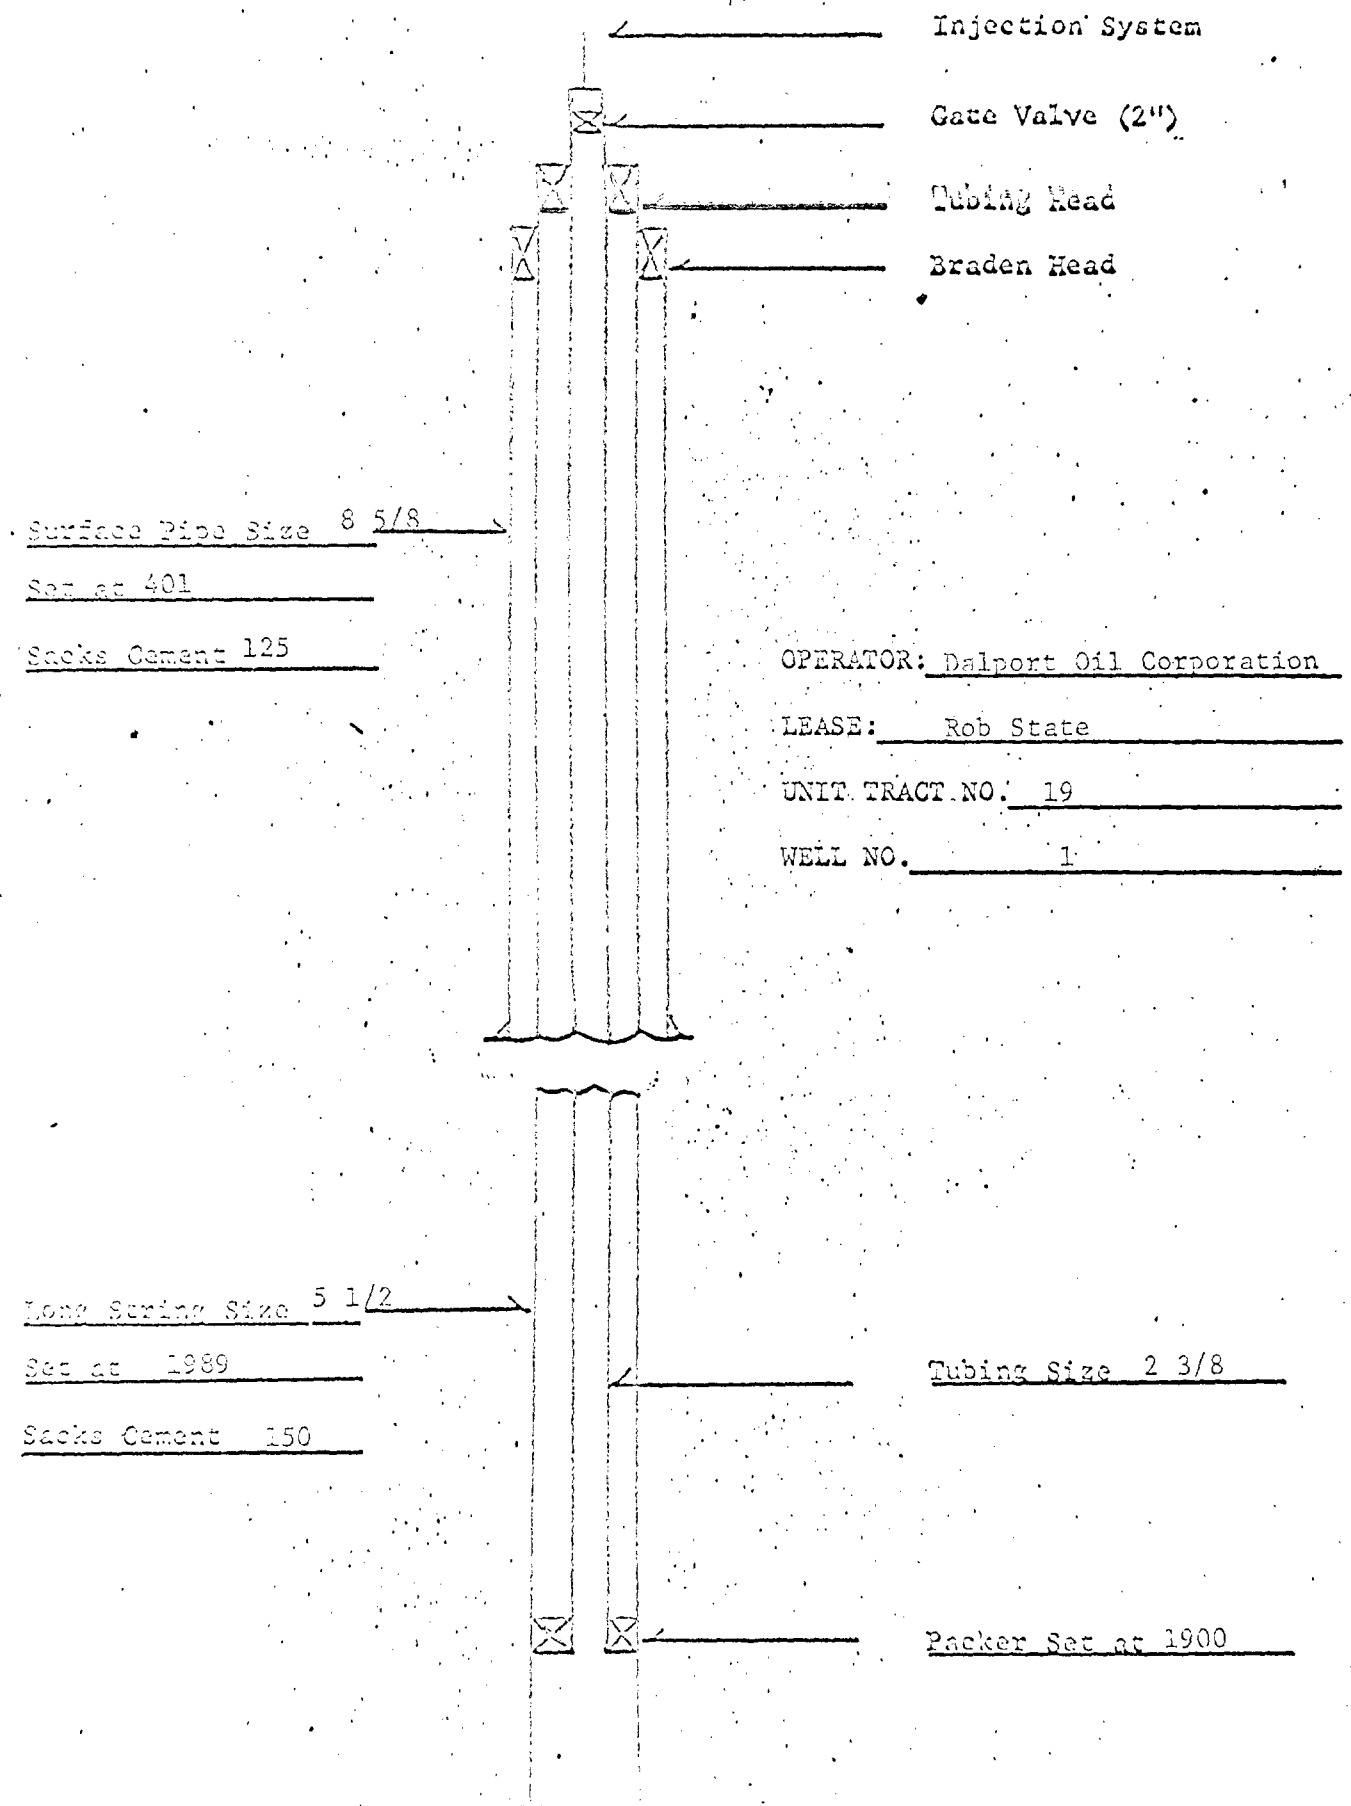 Injection System
Gate Valve (2")
Tubing Head
Braden Head
Surface Pipe Size 8 5/8
Set at 401
Sacks Cement 125
OPERATOR: Dalport Oil Corporation
LEASE: Rob State
UNIT TRACT NO. 19
WELL NO. 1
Long String Size 5 1/2
Set at 1989
Sacks Cement 150
Tubing Size 2 3/8
Packer Set at 1900